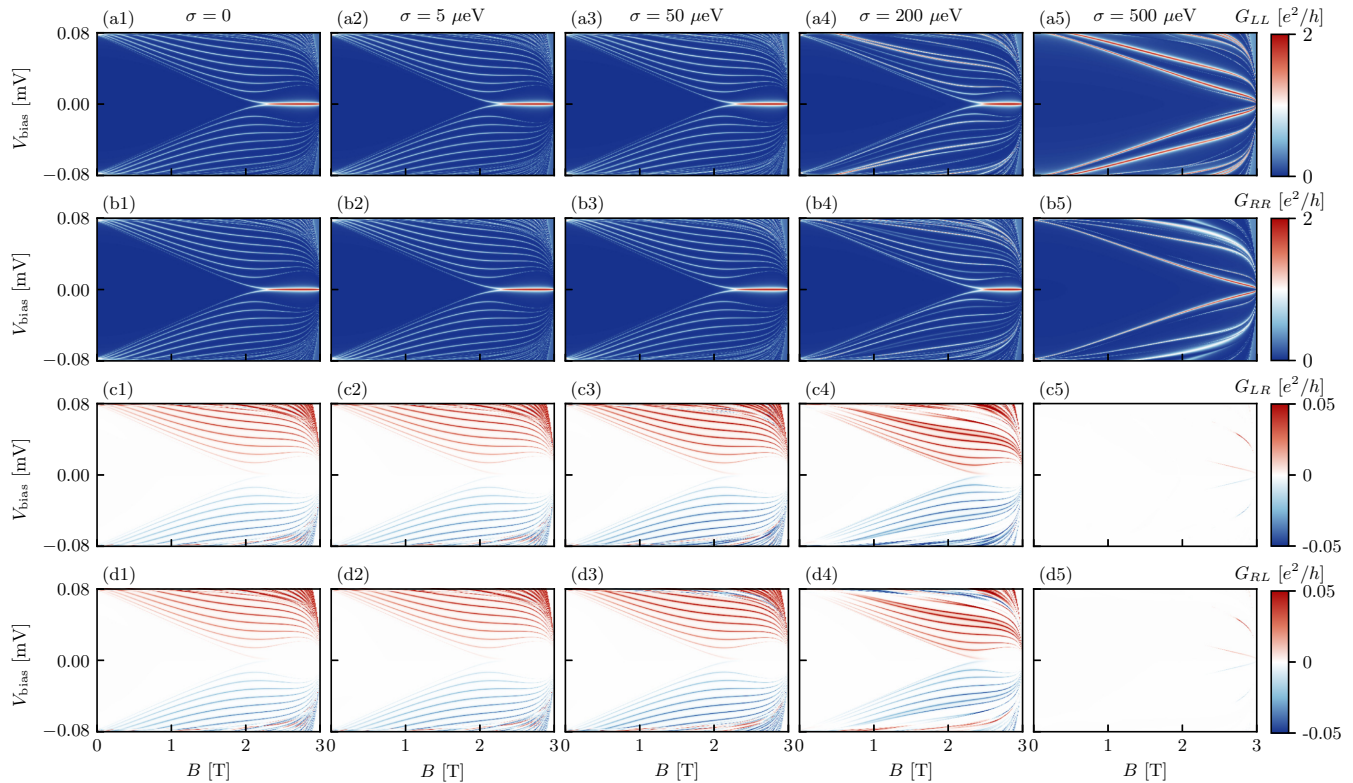 (a1) σ = 0 (a2) σ = 5 μeV (a3) σ = 50 μeV (a4) σ = 200 μeV (a5) σ = 500 μeV G_LL [e²/h]
0.08 2
V_bias [mV] 0.00 1
−0.08 0
(b1) (b2) (b3) (b4) (b5) G_RR [e²/h]
0.08 2
V_bias [mV] 0.00 1
−0.08 0
(c1) (c2) (c3) (c4) (c5) G_LR [e²/h]
0.08 0.05
V_bias [mV] 0.00 0
−0.08 -0.05
(d1) (d2) (d3) (d4) (d5) G_RL [e²/h]
0.08 0.05
V_bias [mV] 0.00 0
−0.08 -0.05
0 1 2 3 0 1 2 3 0 1 2 3 0 1 2 3 0 1 2 3
B [T] B [T] B [T] B [T] B [T]